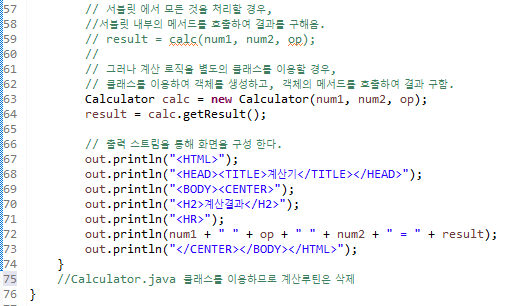 57 // 서블릿 에서 모든 것을 처리할 경우,
58 //서블릿 내부의 메서드를 호출하여 결과를 구해옴.
59 // result = calc(num1, num2, op);
60 //
61 // 그러나 계산 로직을 별도의 클래스를 이용할 경우,
62 // 클래스를 이용하여 객체를 생성하고, 객체의 메서드를 호출하여 결과 구함.
63 Calculator calc = new Calculator(num1, num2, op);
64 result = calc.getResult();
65
66 // 출력 스트림을 통해 화면을 구성 한다.
67 out.println("<HTML>");
68 out.println("<HEAD><TITLE>계산기</TITLE></HEAD>");
69 out.println("<BODY><CENTER>");
70 out.println("<H2>계산결과</H2>");
71 out.println("<HR>");
72 out.println(num1 + " " + op + " " + num2 + " = " + result);
73 out.println("</CENTER></BODY></HTML>");
74 }
75 //Calculator.java 클래스를 이용하므로 계산루틴은 삭제
76 }